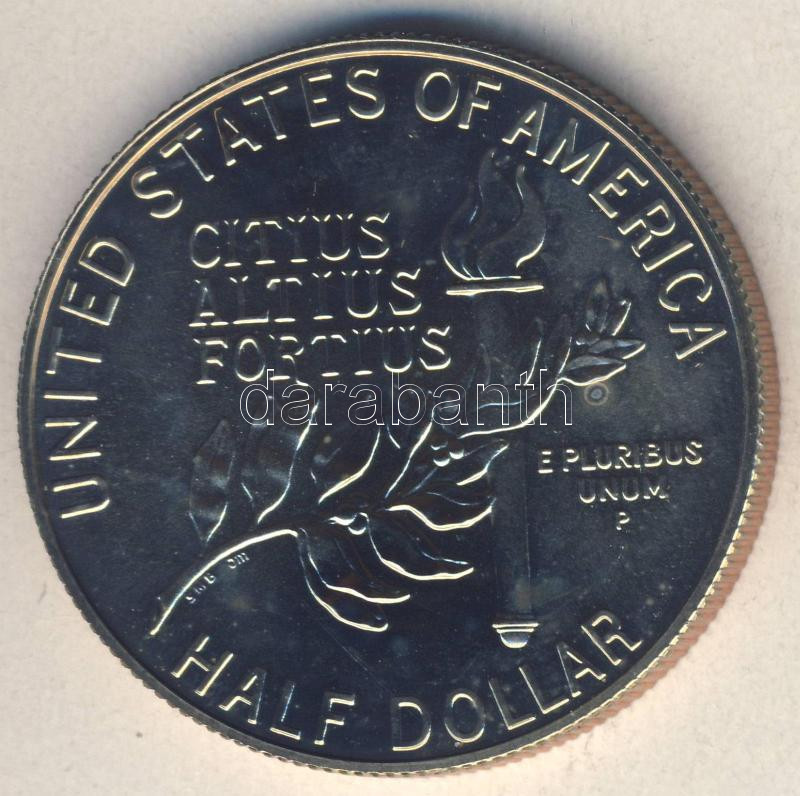 UNITED STATES OF AMERICA
CITIUS
ALTIUS
FORTIUS
darabanth
E PLURIBUS
UNUM
P
HALF DOLLAR